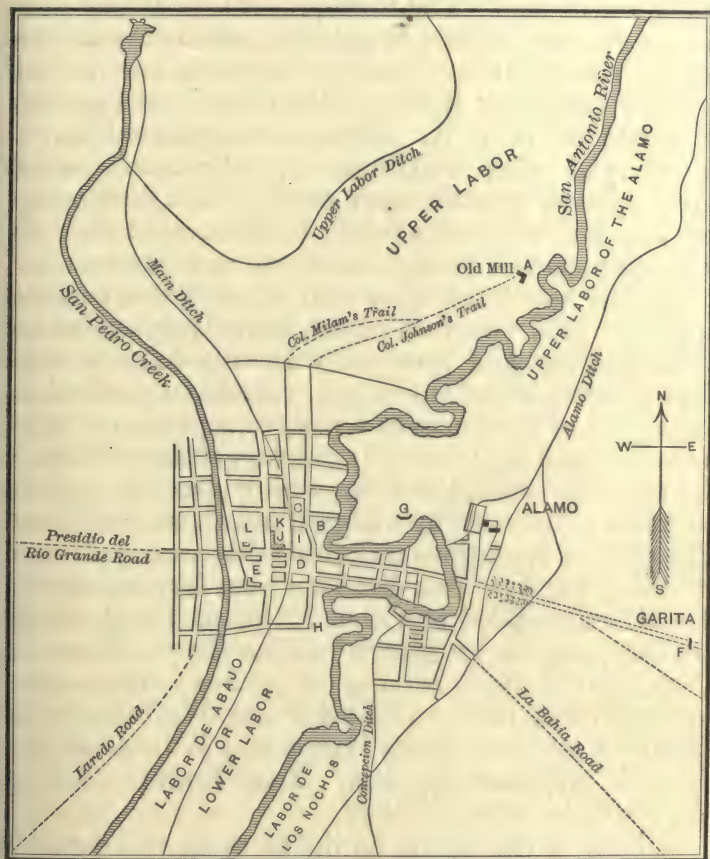 Upper Labor Ditch
UPPER LABOR
San Antonio River
UPPER LABOR OF THE ALAMO
Old Mill
A
Main Ditch
San Pedro Creek
Col. Milam's Trail
Col. Johnson's Trail
Alamo Ditch
N
W
E
S
G
ALAMO
C
B
K
L
J
I
Presidio del
Rio Grande Road
E
D
H
GARITA
F
La Bahia Road
Laredo Road
LABOR DE ABAJO
OR
LOWER LABOR
Concepcion Ditch
LABOR DE
LOS NOCHOS